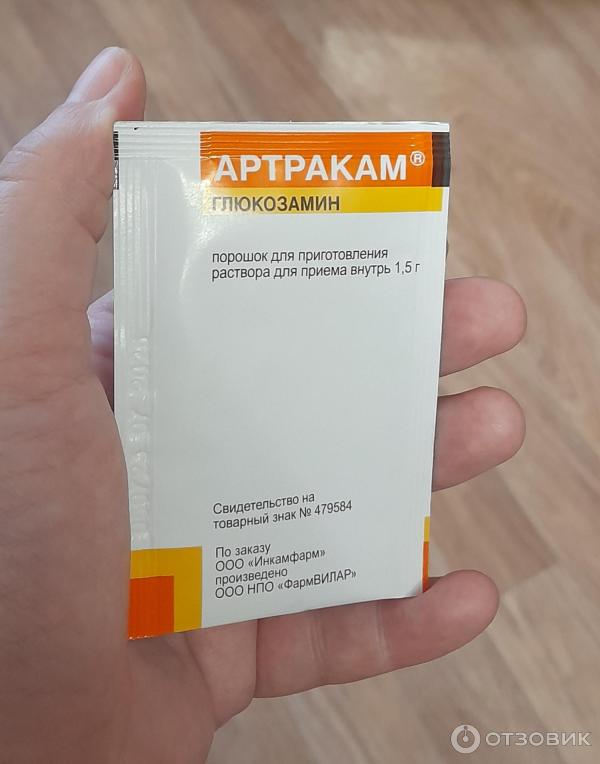 АРТРАКАМ®
ГЛЮКОЗАМИН
порошок для приготовления
раствора для приема внутрь 1,5 г
Свидетельство на
товарный знак № 479584
По заказу
ООО «Инкамфарм»
произведено
ООО НПО «ФармВИЛАР»
ОТЗОВИК